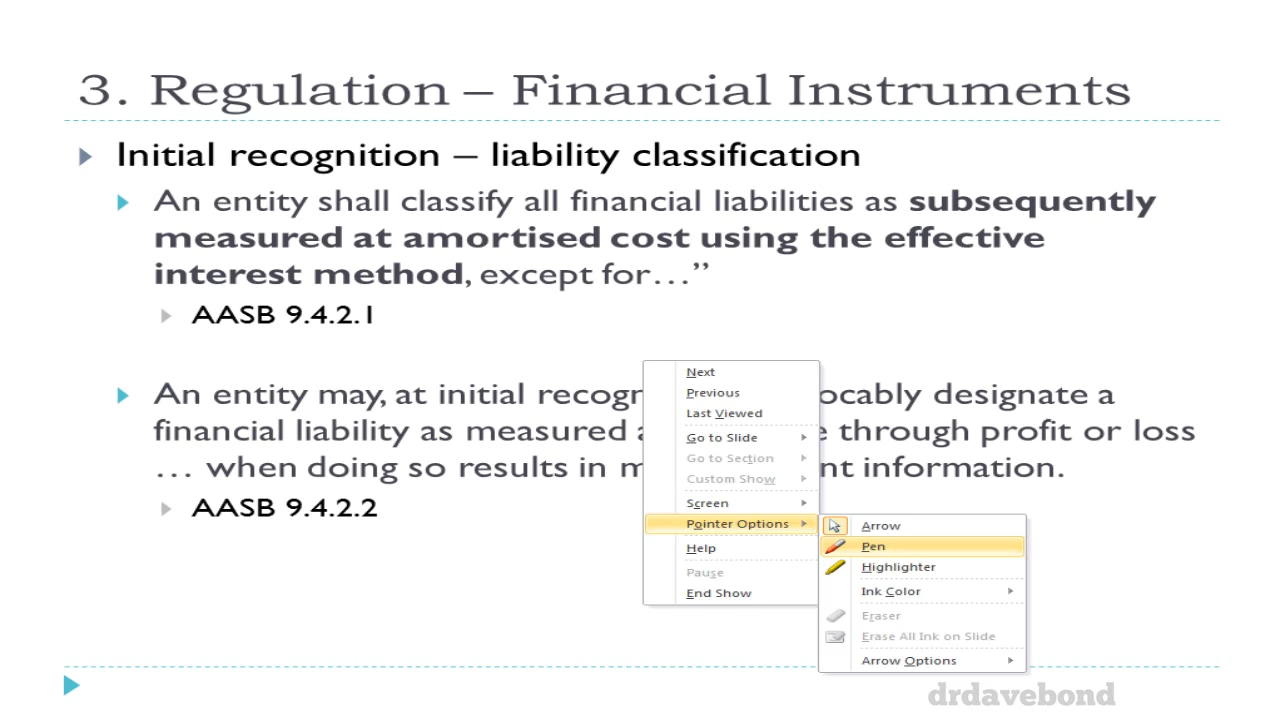 3. Regulation – Financial Instruments
Initial recognition – liability classification
An entity shall classify all financial liabilities as subsequently
measured at amortised cost using the effective
interest method, except for…”
AASB 9.4.2.1
An entity may, at initial recogn ocably designate a
financial liability as measured a e through profit or loss
… when doing so results in m nt information.
AASB 9.4.2.2
Next
Previous
Last Viewed
Go to Slide
Go to Section
Custom Show
Screen
Pointer Options
Help
Pause
End Show
Arrow
Pen
Highlighter
Ink Color
Eraser
Erase All Ink on Slide
Arrow Options
drdavebond